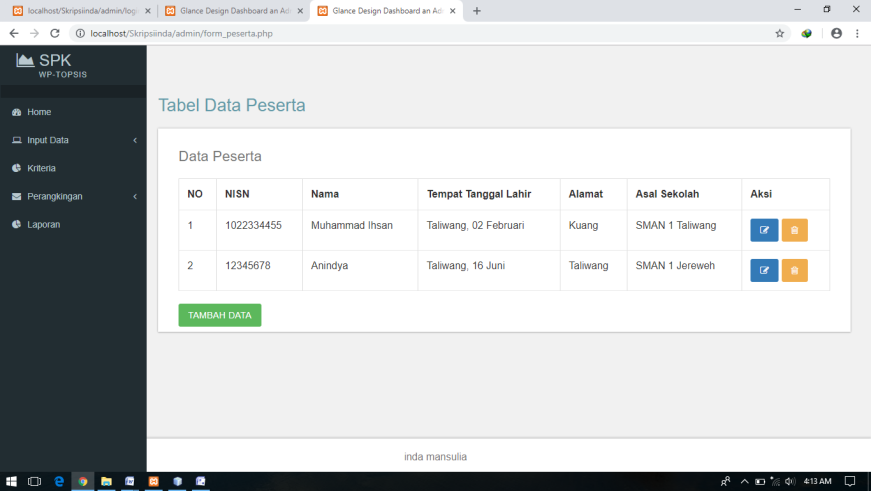 localhost/Skripsiinda/admin/logi
Glance Design Dashboard an Ad
Glance Design Dashboard an Ad
localhost/Skripsiinda/admin/form_peserta.php
SPK
WP-TOPSIS
Home
Input Data
Kriteria
Perangkingan
Laporan
Tabel Data Peserta
Data Peserta
NO NISN Nama Tempat Tanggal Lahir Alamat Asal Sekolah Aksi
1 1022334455 Muhammad Ihsan Taliwang, 02 Februari Kuang SMAN 1 Taliwang
2 12345678 Anindya Taliwang, 16 Juni Taliwang SMAN 1 Jereweh
TAMBAH DATA
inda mansulia
4:13 AM